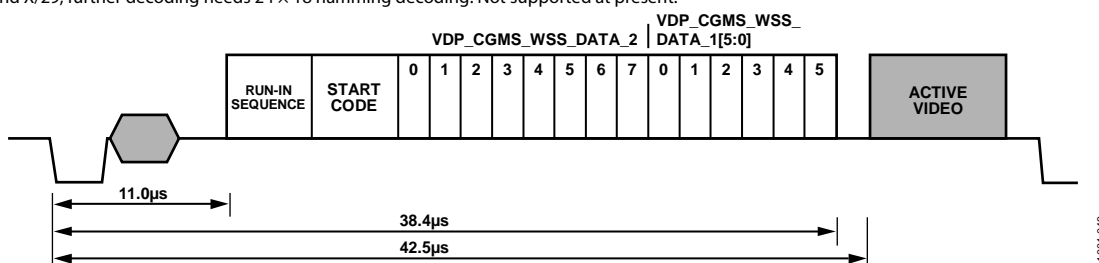 further decoding needs 24 × 18 hamming decoding. Not supported at present.
VDP_CGMS_WSS_
VDP_CGMS_WSS_DATA_2 DATA_1[5:0]
RUN-IN SEQUENCE
START CODE
0 1 2 3 4 5 6 7 0 1 2 3 4 5
ACTIVE VIDEO
11.0µs
38.4µs
42.5µs